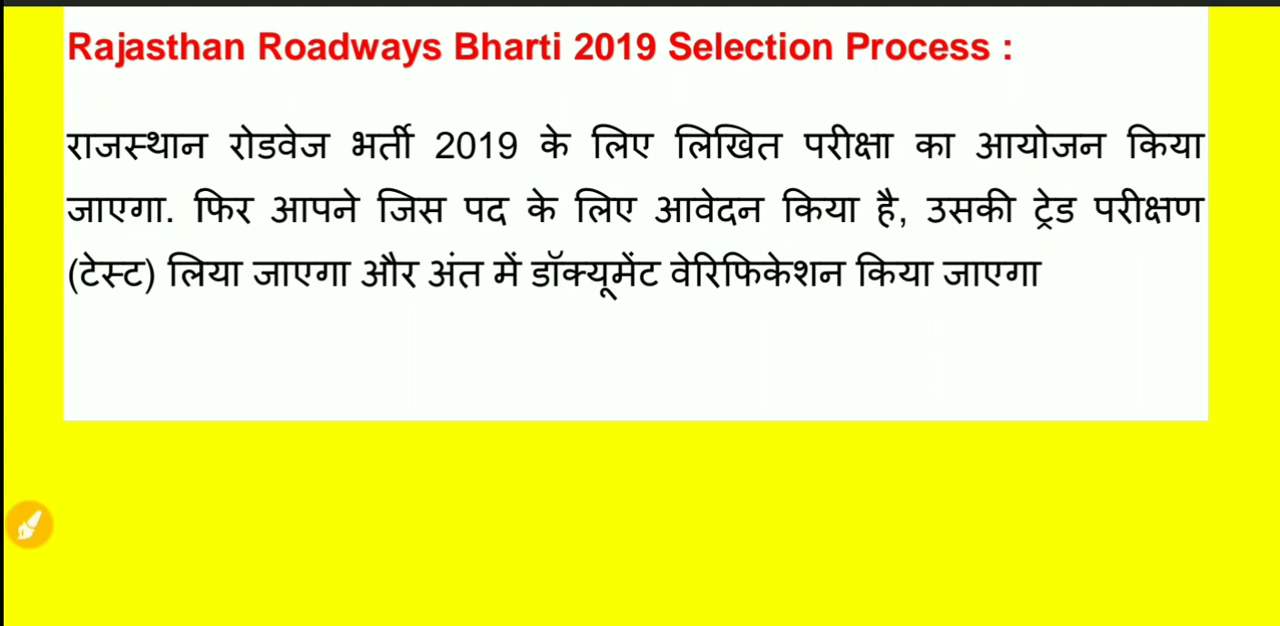 Rajasthan Roadways Bharti 2019 Selection Process :
राजस्थान रोडवेज भर्ती 2019 के लिए लिखित परीक्षा का आयोजन किया
जाएगा. फिर आपने जिस पद के लिए आवेदन किया है, उसकी ट्रेड परीक्षण
(टेस्ट) लिया जाएगा और अंत में डॉक्यूमेंट वेरिफिकेशन किया जाएगा